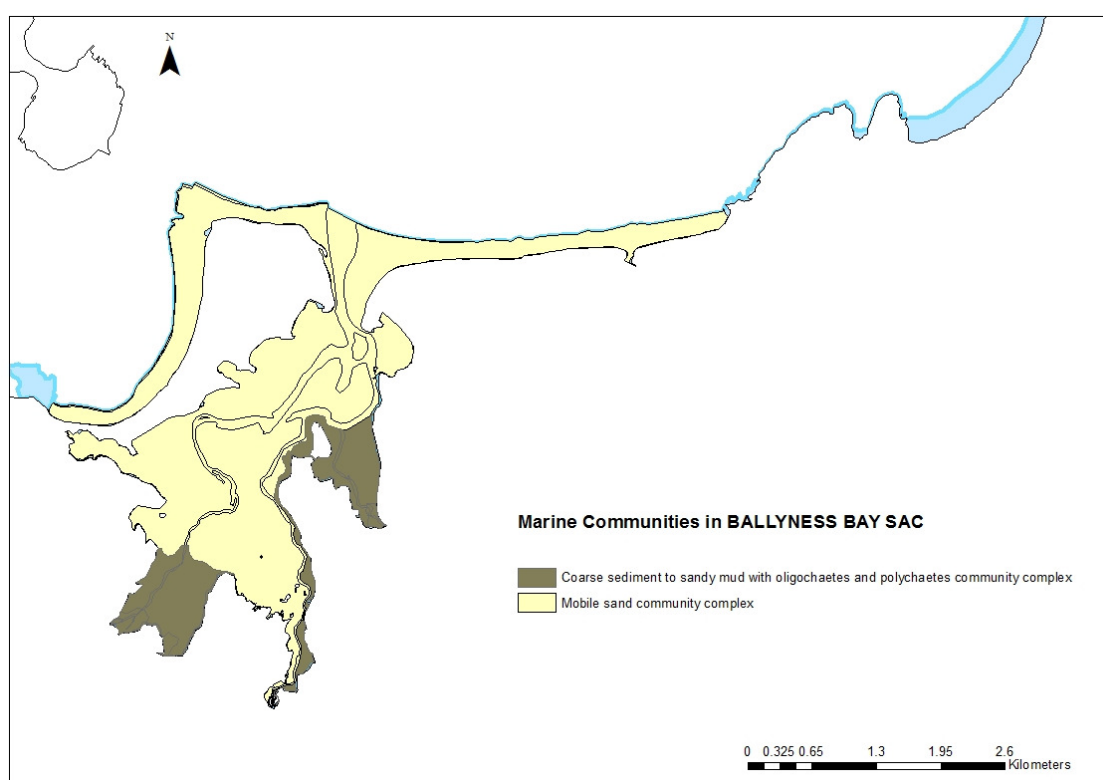 N
Marine Communities in BALLYNESS BAY SAC
Coarse sediment to sandy mud with oligochaetes and polychaetes community complex
Mobile sand community complex
0 0.325 0.65 1.3 1.95 2.6
Kilometers